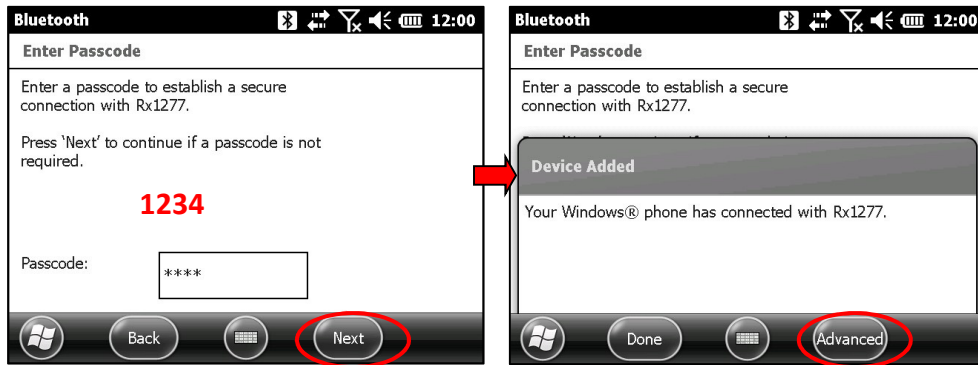 Bluetooth 12:00
Enter Passcode
Enter a passcode to establish a secure
connection with Rx1277.
Press 'Next' to continue if a passcode is not
required.
1234
Passcode: ****
Back Next
Bluetooth 12:00
Enter Passcode
Enter a passcode to establish a secure
connection with Rx1277.
Device Added
Your Windows® phone has connected with Rx1277.
Done Advanced